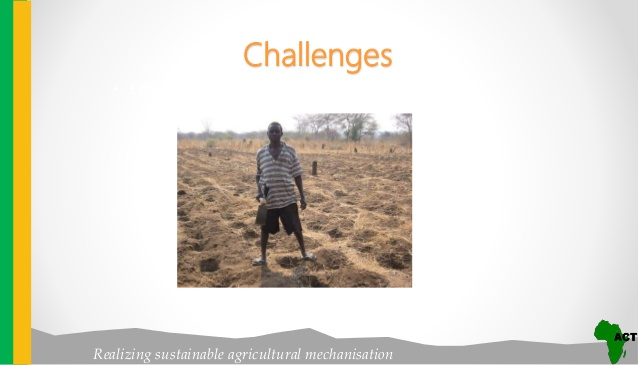 Challenges
Realizing sustainable agricultural mechanisation
ACT